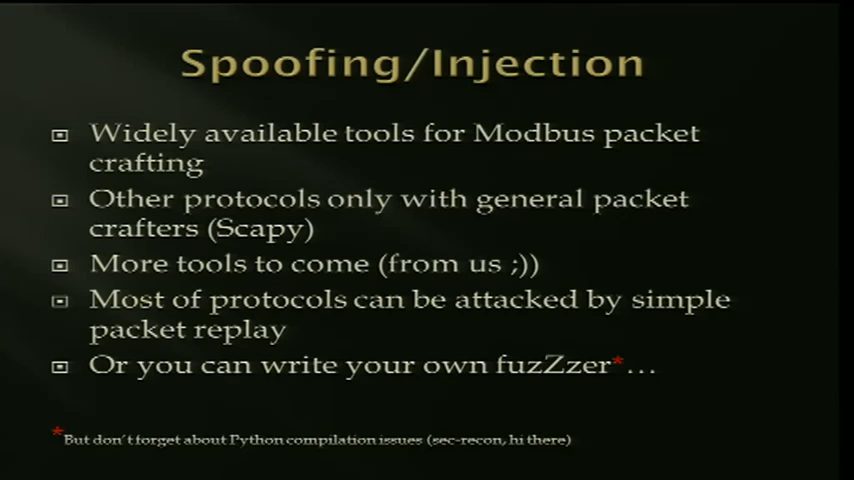 Spoofing/Injection
Widely available tools for Modbus packet
crafting
Other protocols only with general packet
crafters (Scapy)
More tools to come (from us ;))
Most of protocols can be attacked by simple
packet replay
Or you can write your own fuzZzer*…
*But don't forget about Python compilation issues (sec-recon, hi there)